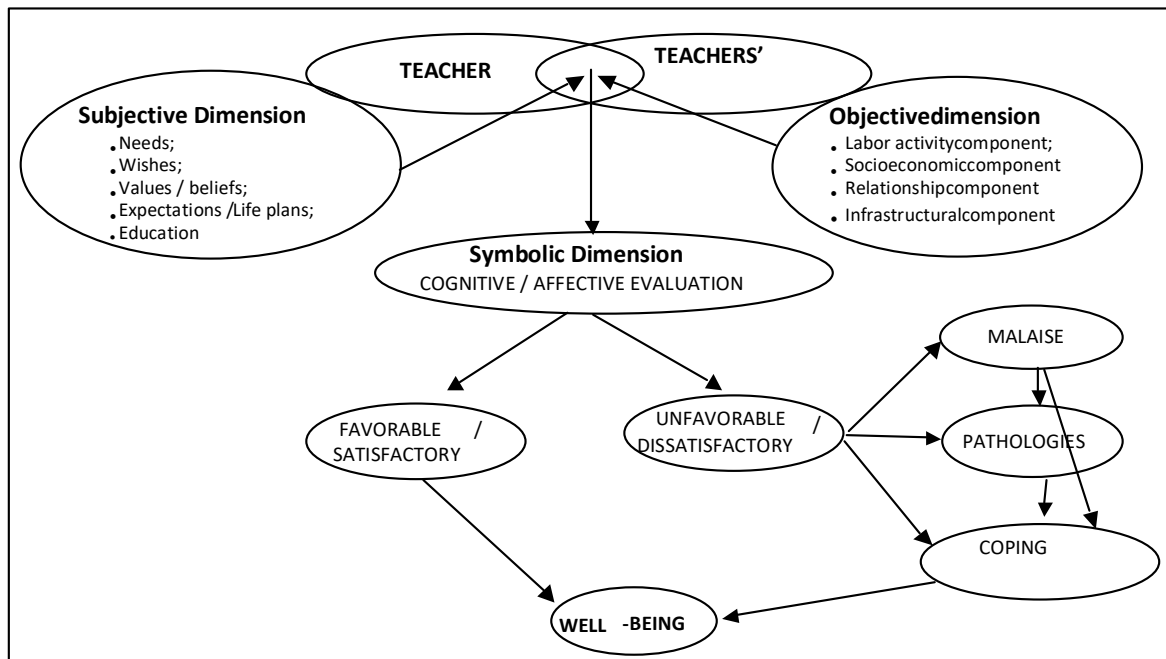 TEACHER
TEACHERS'
Subjective Dimension
.Needs;
.Wishes;
.Values / beliefs;
.Expectations /Life plans;
.Education
Objectivedimension
. Labor activitycomponent;
. Socioeconomiccomponent
. Relationshipcomponent
. Infrastructuralcomponent
Symbolic Dimension
COGNITIVE / AFFECTIVE EVALUATION
FAVORABLE /
SATISFACTORY
UNFAVORABLE /
DISSATISFACTORY
MALAISE
PATHOLOGIES
COPING
WELL -BEING